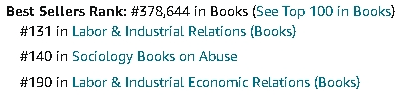 Best Sellers Rank: #378,644 in Books (See Top 100 in Books)
#131 in Labor & Industrial Relations (Books)
#140 in Sociology Books on Abuse
#190 in Labor & Industrial Economic Relations (Books)